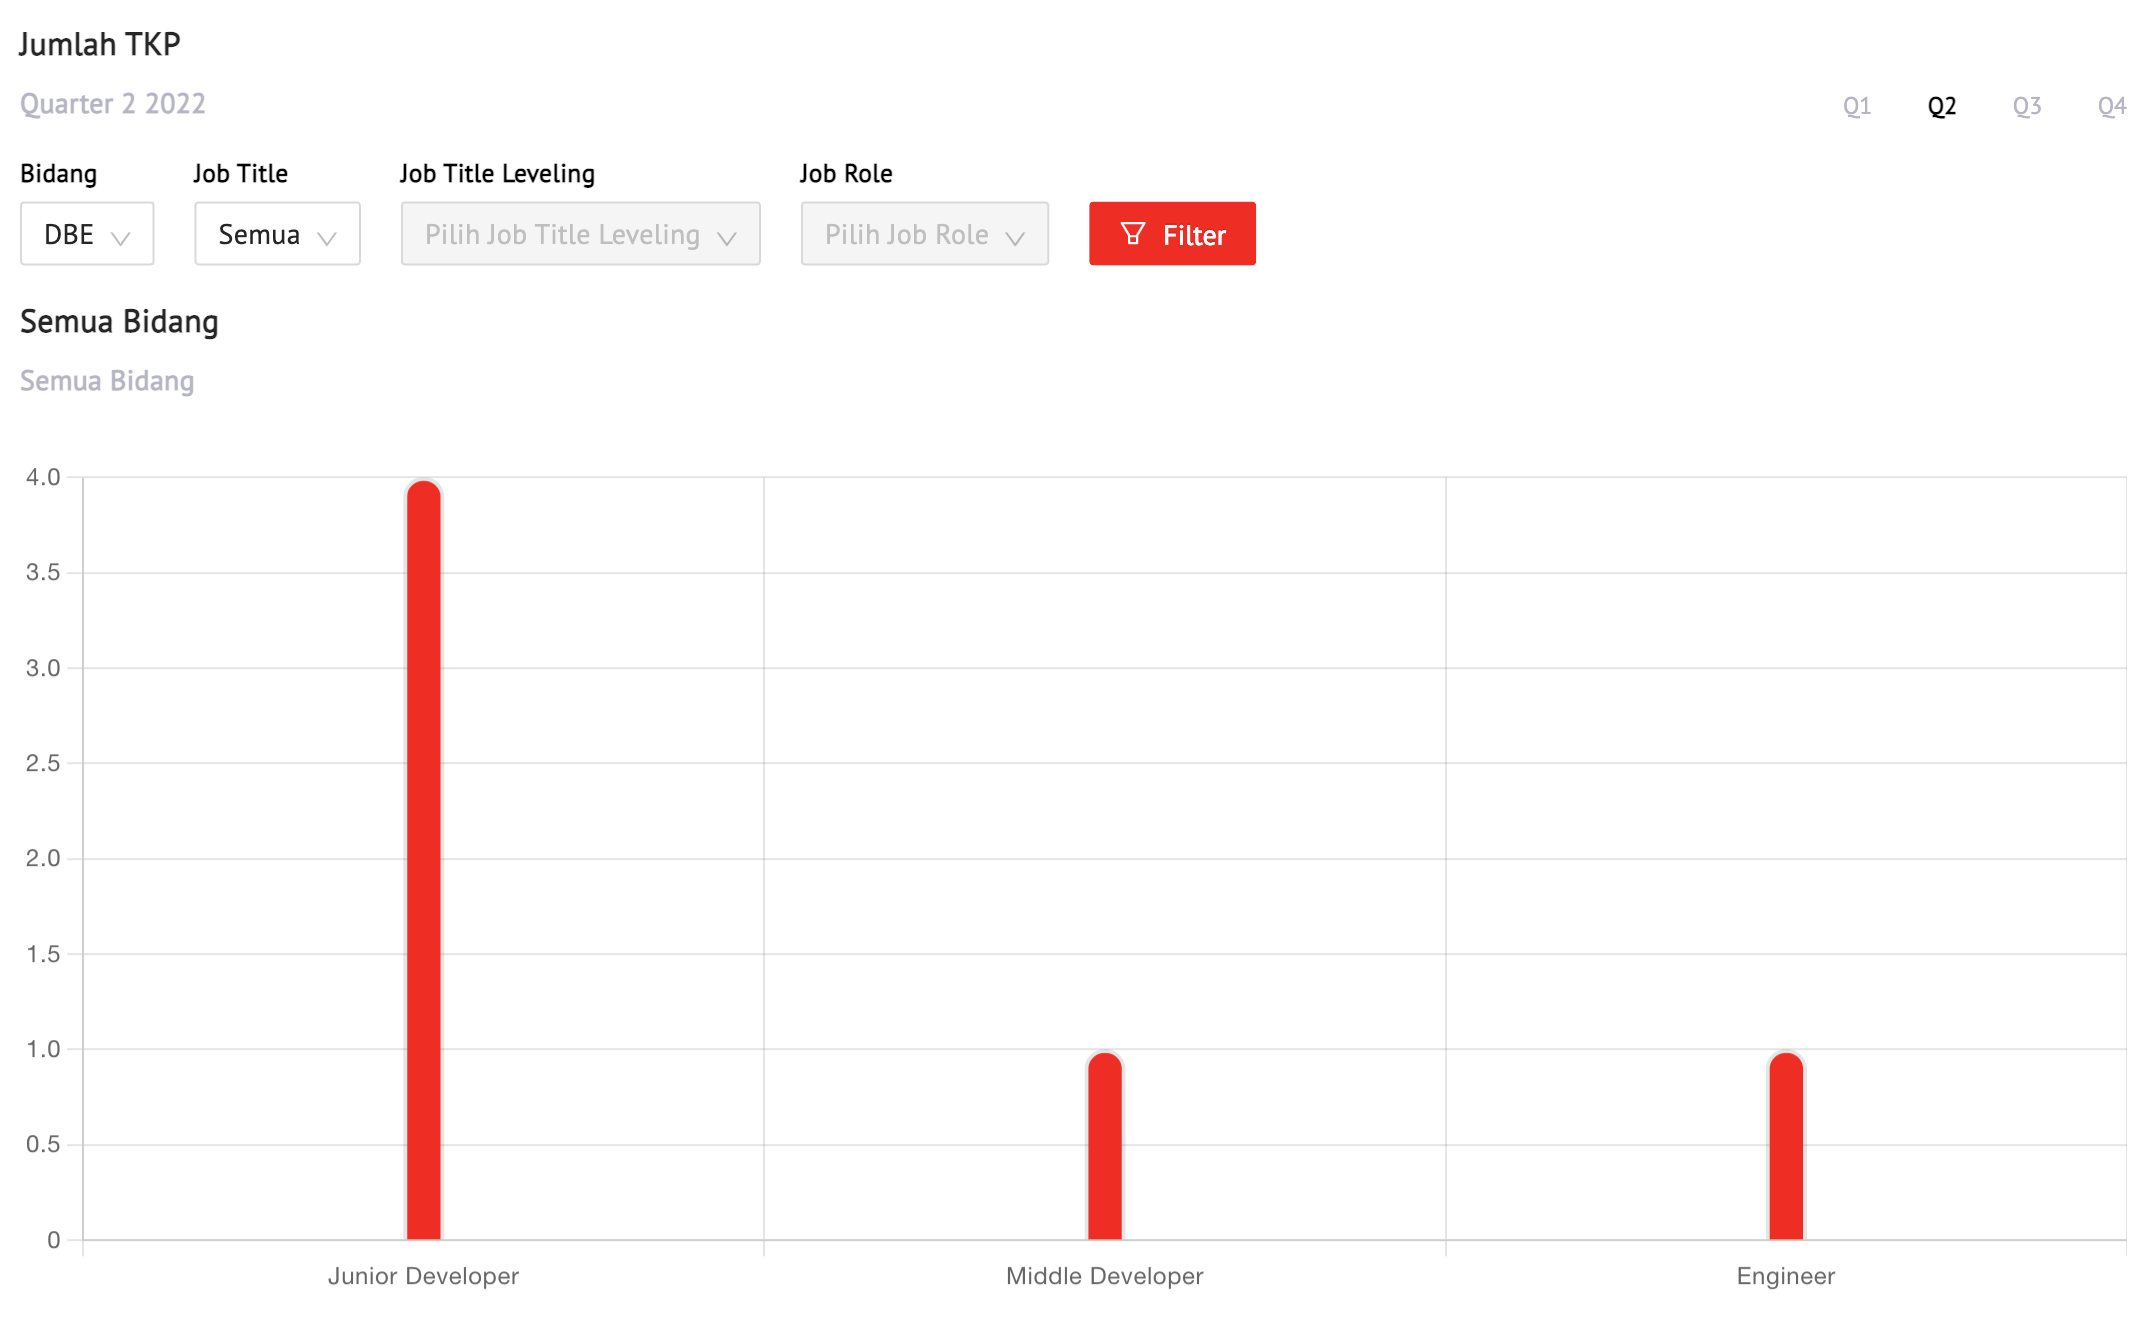 Jumlah TKP
Quarter 2 2022
Q1 Q2 Q3 Q4
Bidang Job Title Job Title Leveling Job Role
DBE Semua Pilih Job Title Leveling Pilih Job Role Filter
Semua Bidang
Semua Bidang
4.0
3.5
3.0
2.5
2.0
1.5
1.0
0.5
0
Junior Developer Middle Developer Engineer